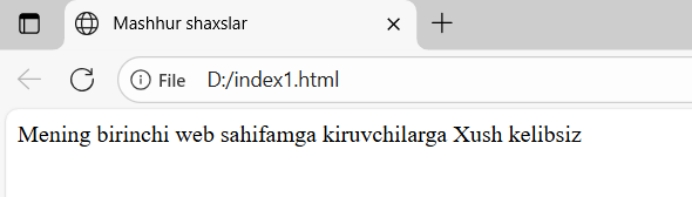 Mashhur shaxslar
File D:/index1.html
Mening birinchi web sahifamga kiruvchilarga Xush kelibsiz